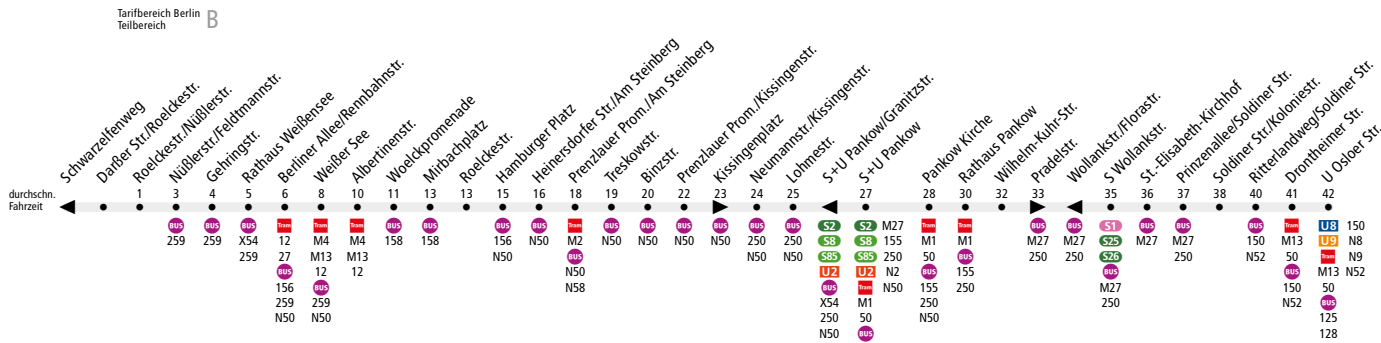 Tarifbereich Berlin
Teilbereich
B
Schwarzelfenweg
Daßer Str./Roelckestr.
Roelckestr./Nüßlerstr.
Nüßlerstr./Feldtmannstr.
Gehringstr.
Rathaus Weißensee
Berliner Allee/Rennbahnstr.
Weißer See
Albertinenstr.
Woelckpromenade
Mirbachplatz
Roelckestr.
Hamburger Platz
Heinersdorfer Str./Am Steinberg
Prenzlauer Prom./Am Steinberg
Treskowstr.
Binzstr.
Prenzlauer Prom./Kissingenstr.
Kissingenplatz
Neumannstr/Kissingenstr.
Lohmestr.
S+U Pankow/Granitzstr.
S+U Pankow
Pankow Kirche
Rathaus Pankow
Wilhelm-Kuhr-Str.
Pradelstr.
Wollankstr/Florastr.
S Wollankstr.
St.-Elisabeth-Kirchhof
Pinzenallee/Soldiner Str.
Soldiner Str./Koloniestr.
Ritterlandweg/Soldiner Str.
Drontheimer Str.
U Osloer Str.
durchschn.
Fahrzeit
1 3 4 5 6 8 10 11 13 13 15 16 18 19 20 22 23 24 25 27 28 30 32 33 35 36 37 38 40 41 42
BUS
259
BUS
259
BUS
X54
259
Tram
12
27
BUS
156
259
N50
Tram
M4
M13
12
BUS
259
N50
Tram
M4
M13
12
BUS
158
BUS
158
BUS
156
N50
BUS
N50
Tram
M2
BUS
N50
N58
BUS
N50
BUS
N50
BUS
N50
BUS
N50
BUS
250
N50
BUS
250
N50
S2
S8
S85
U2
BUS
X54
250
N50
S2
S8
S85
U2
Tram
M1
50
BUS
M27
155
250
N2
N50
Tram
M1
50
BUS
155
250
N50
Tram
M1
BUS
155
250
BUS
M27
250
BUS
M27
250
S1
S25
S26
BUS
M27
250
BUS
M27
BUS
M27
250
BUS
150
N52
Tram
M13
50
BUS
150
N52
U8
U9
Tram
M13
50
BUS
125
128
150
N8
N9
N52